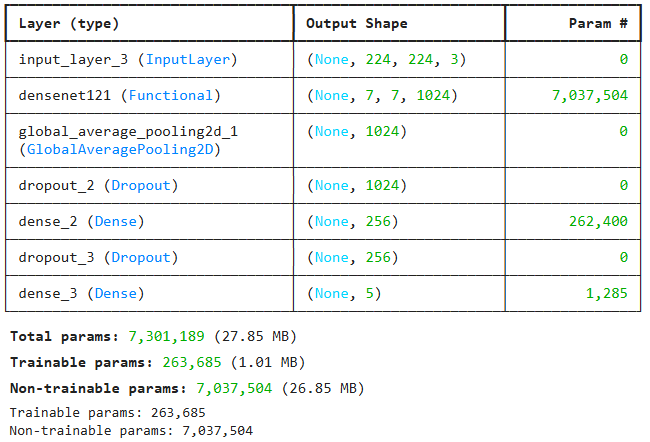 Layer (type) Output Shape Param #
input_layer_3 (InputLayer) (None, 224, 224, 3) 0
densenet121 (Functional) (None, 7, 7, 1024) 7,037,504
global_average_pooling2d_1 (None, 1024) 0
(GlobalAveragePooling2D)
dropout_2 (Dropout) (None, 1024) 0
dense_2 (Dense) (None, 256) 262,400
dropout_3 (Dropout) (None, 256) 0
dense_3 (Dense) (None, 5) 1,285
Total params: 7,301,189 (27.85 MB)
Trainable params: 263,685 (1.01 MB)
Non-trainable params: 7,037,504 (26.85 MB)
Trainable params: 263,685
Non-trainable params: 7,037,504